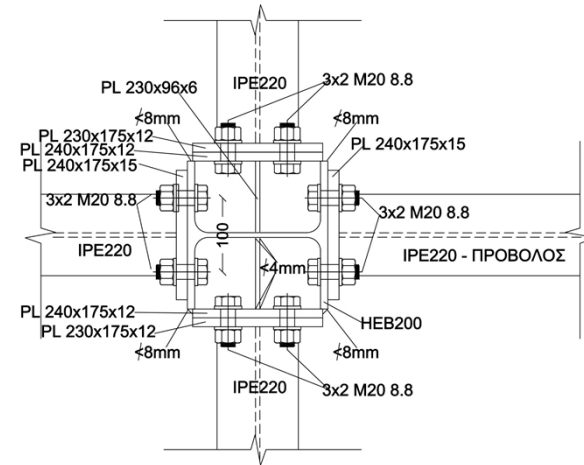 IPE220
3x2 M20 8.8
PL 230x96x6
∢8mm
∢8mm
PL 230x175x12
PL 240x175x12
PL 240x175x15
PL 240x175x15
3x2 M20 8.8
3x2 M20 8.8
100
IPE220
IPE220 - ΠΡΟΒΟΛΟΣ
∢4mm
PL 240x175x12
PL 230x175x12
HEB200
∢8mm
∢8mm
IPE220
3x2 M20 8.8